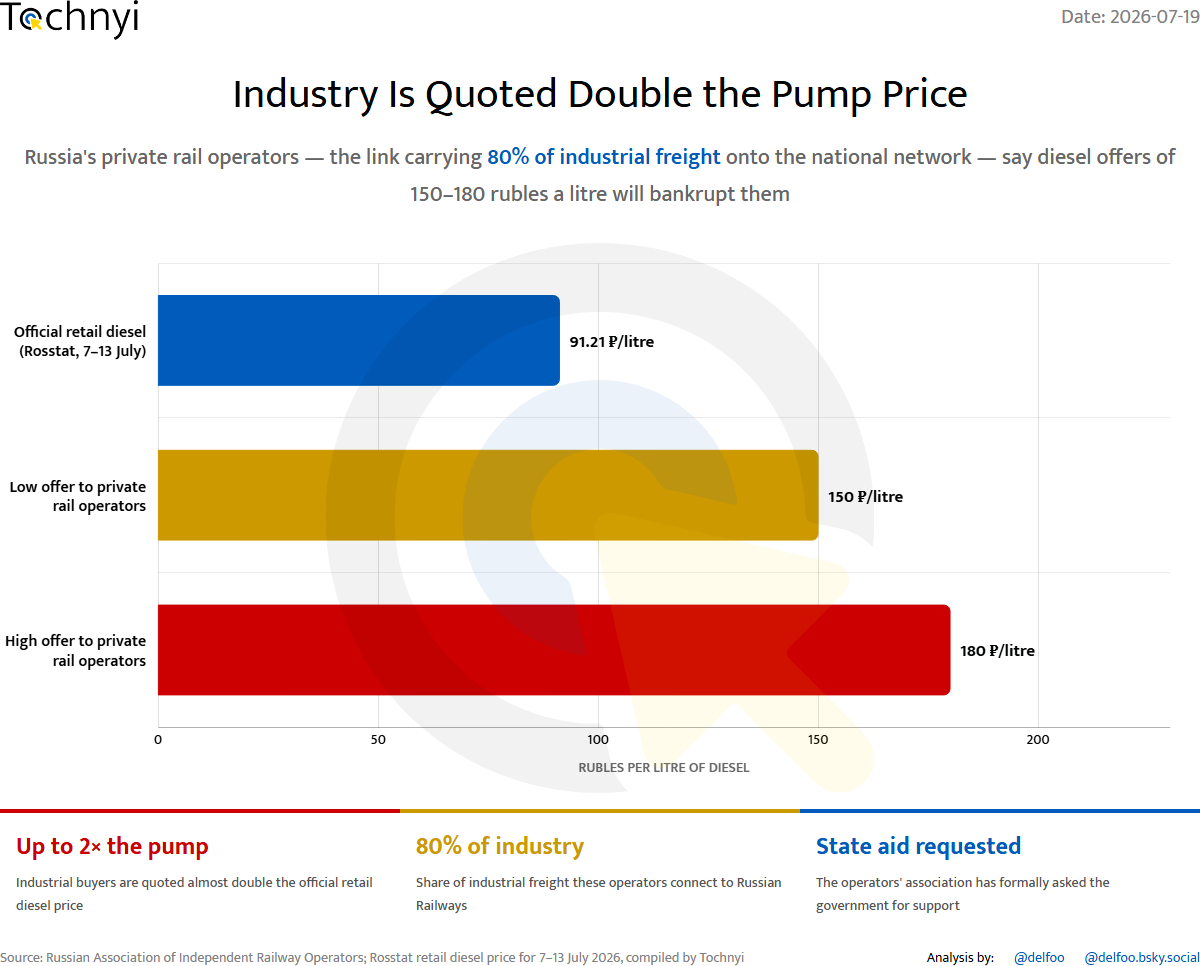 Tochnyi
Date: 2026-07-19
Industry Is Quoted Double the Pump Price
Russia's private rail operators — the link carrying 80% of industrial freight onto the national network — say diesel offers of
150–180 rubles a litre will bankrupt them
Official retail diesel
(Rosstat, 7–13 July)
91.21 ₽/litre
Low offer to private
rail operators
150 ₽/litre
High offer to private
rail operators
180 ₽/litre
0 50 100 150 200
RUBLES PER LITRE OF DIESEL
Up to 2× the pump
Industrial buyers are quoted almost double the official retail
diesel price
80% of industry
Share of industrial freight these operators connect to Russian
Railways
State aid requested
The operators' association has formally asked the
government for support
Source: Russian Association of Independent Railway Operators; Rosstat retail diesel price for 7–13 July 2026, compiled by Tochnyi
Analysis by: @delfoo @delfoo.bsky.social